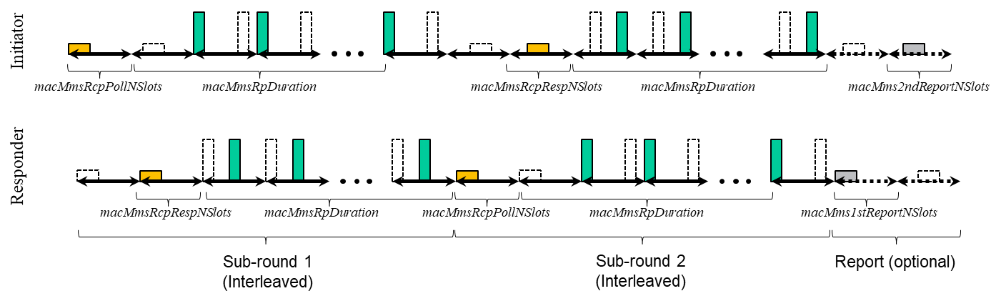 Initiator
macMmsRcpPollNSlots
macMmsRpDuration
macMmsRcpRespNSlots
macMmsRpDuration
macMms2ndReportNSlots
Responder
macMmsRcpRespNSlots
macMmsRpDuration
macMmsRcpPollNSlots
macMmsRpDuration
macMms1stReportNSlots
Sub-round 1
(Interleaved)
Sub-round 2
(Interleaved)
Report (optional)